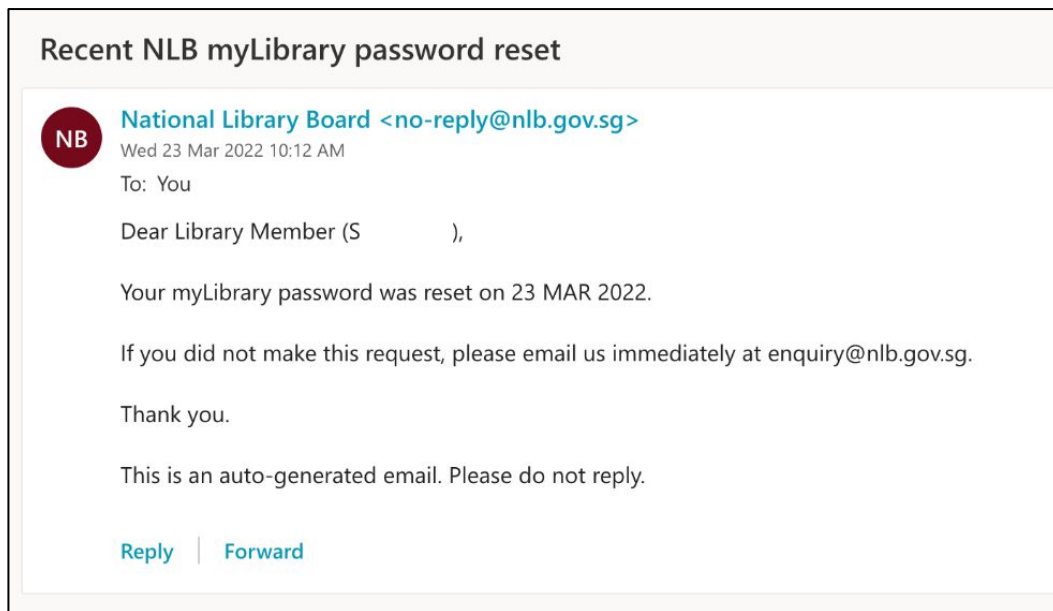 Recent NLB myLibrary password reset
NB
National Library Board <no-reply@nlb.gov.sg>
Wed 23 Mar 2022 10:12 AM
To: You
Dear Library Member (S ),
Your myLibrary password was reset on 23 MAR 2022.
If you did not make this request, please email us immediately at enquiry@nlb.gov.sg.
Thank you.
This is an auto-generated email. Please do not reply.
Reply | Forward